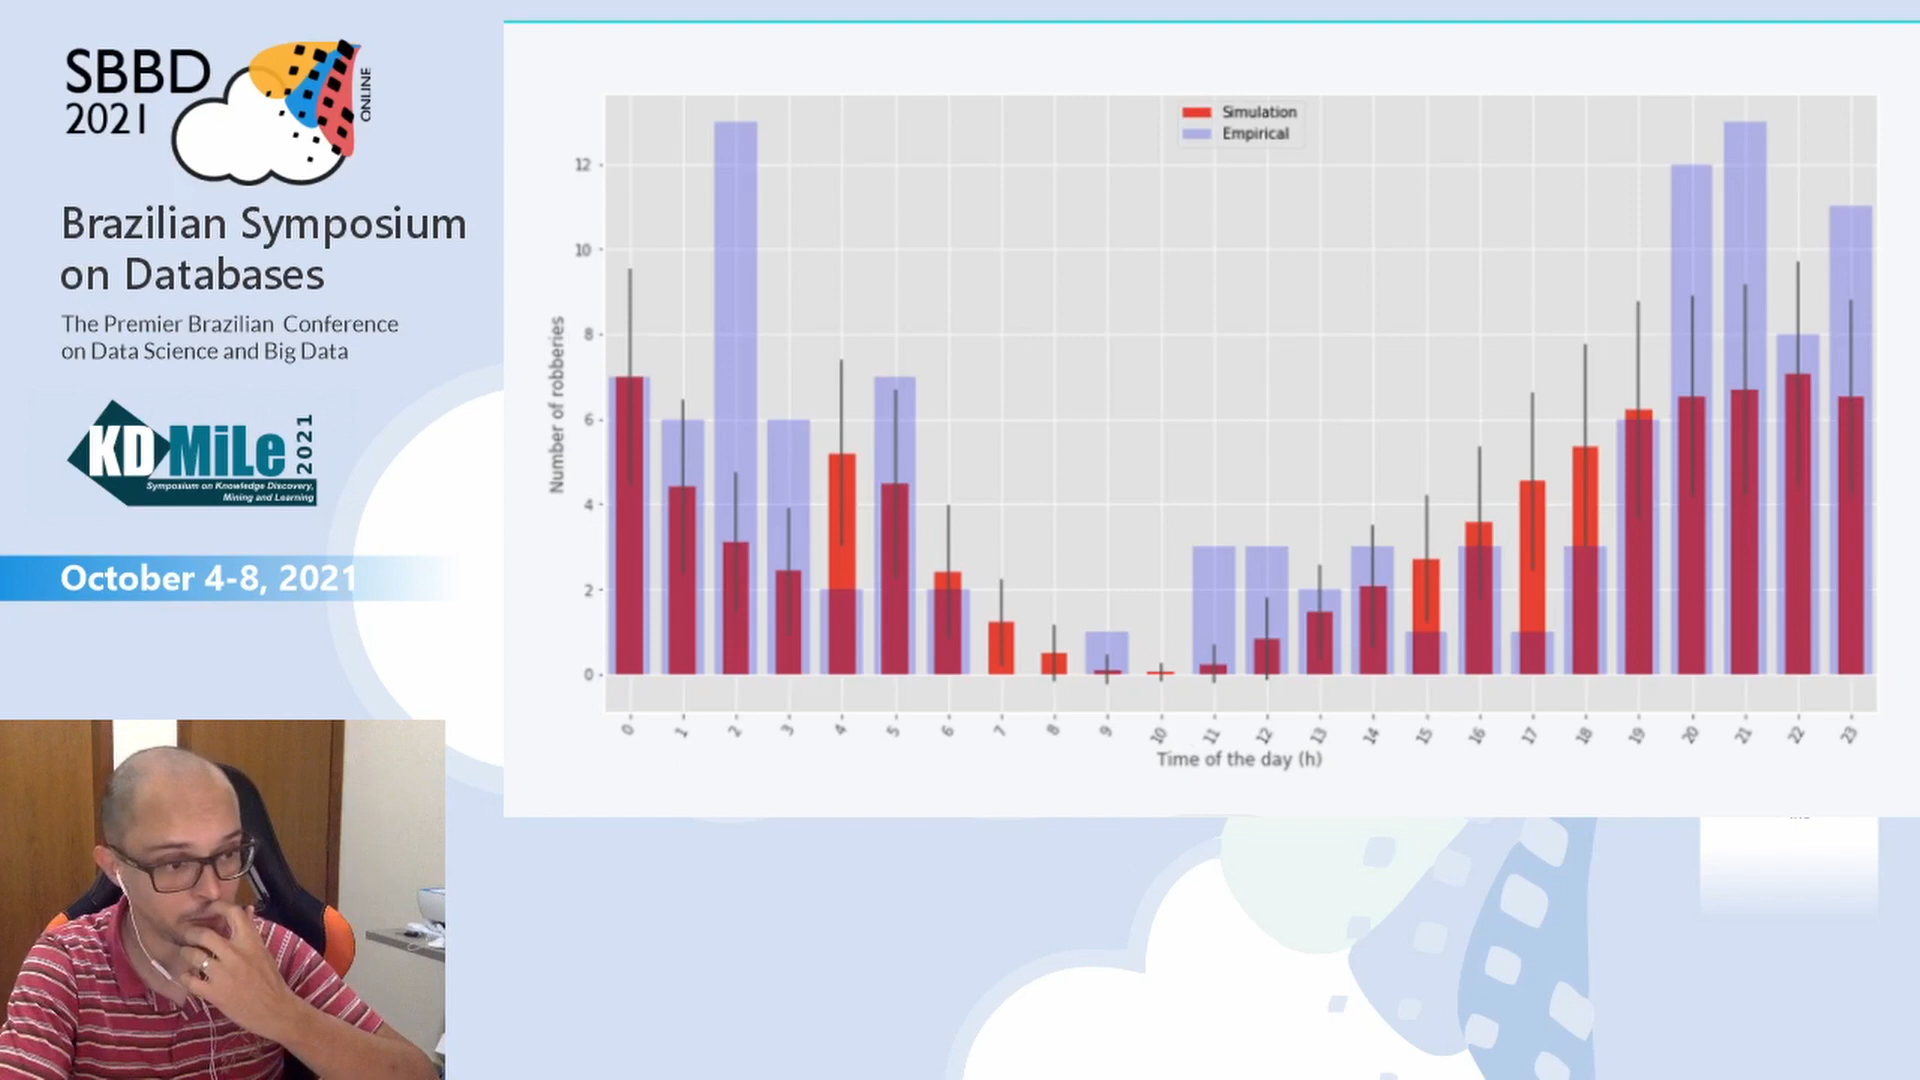 SBBD
2021
ONLINE
Brazilian Symposium
on Databases
The Premier Brazilian Conference
on Data Science and Big Data
KDMiLe
2021
Symposium on Knowledge Discovery,
Mining and Learning
October 4-8, 2021
Simulation
Empirical
12
10
8
6
4
2
0
Number of robberies
0 1 2 3 4 5 6 7 8 9 10 11 12 13 14 15 16 17 18 19 20 21 22 23
Time of the day (h)